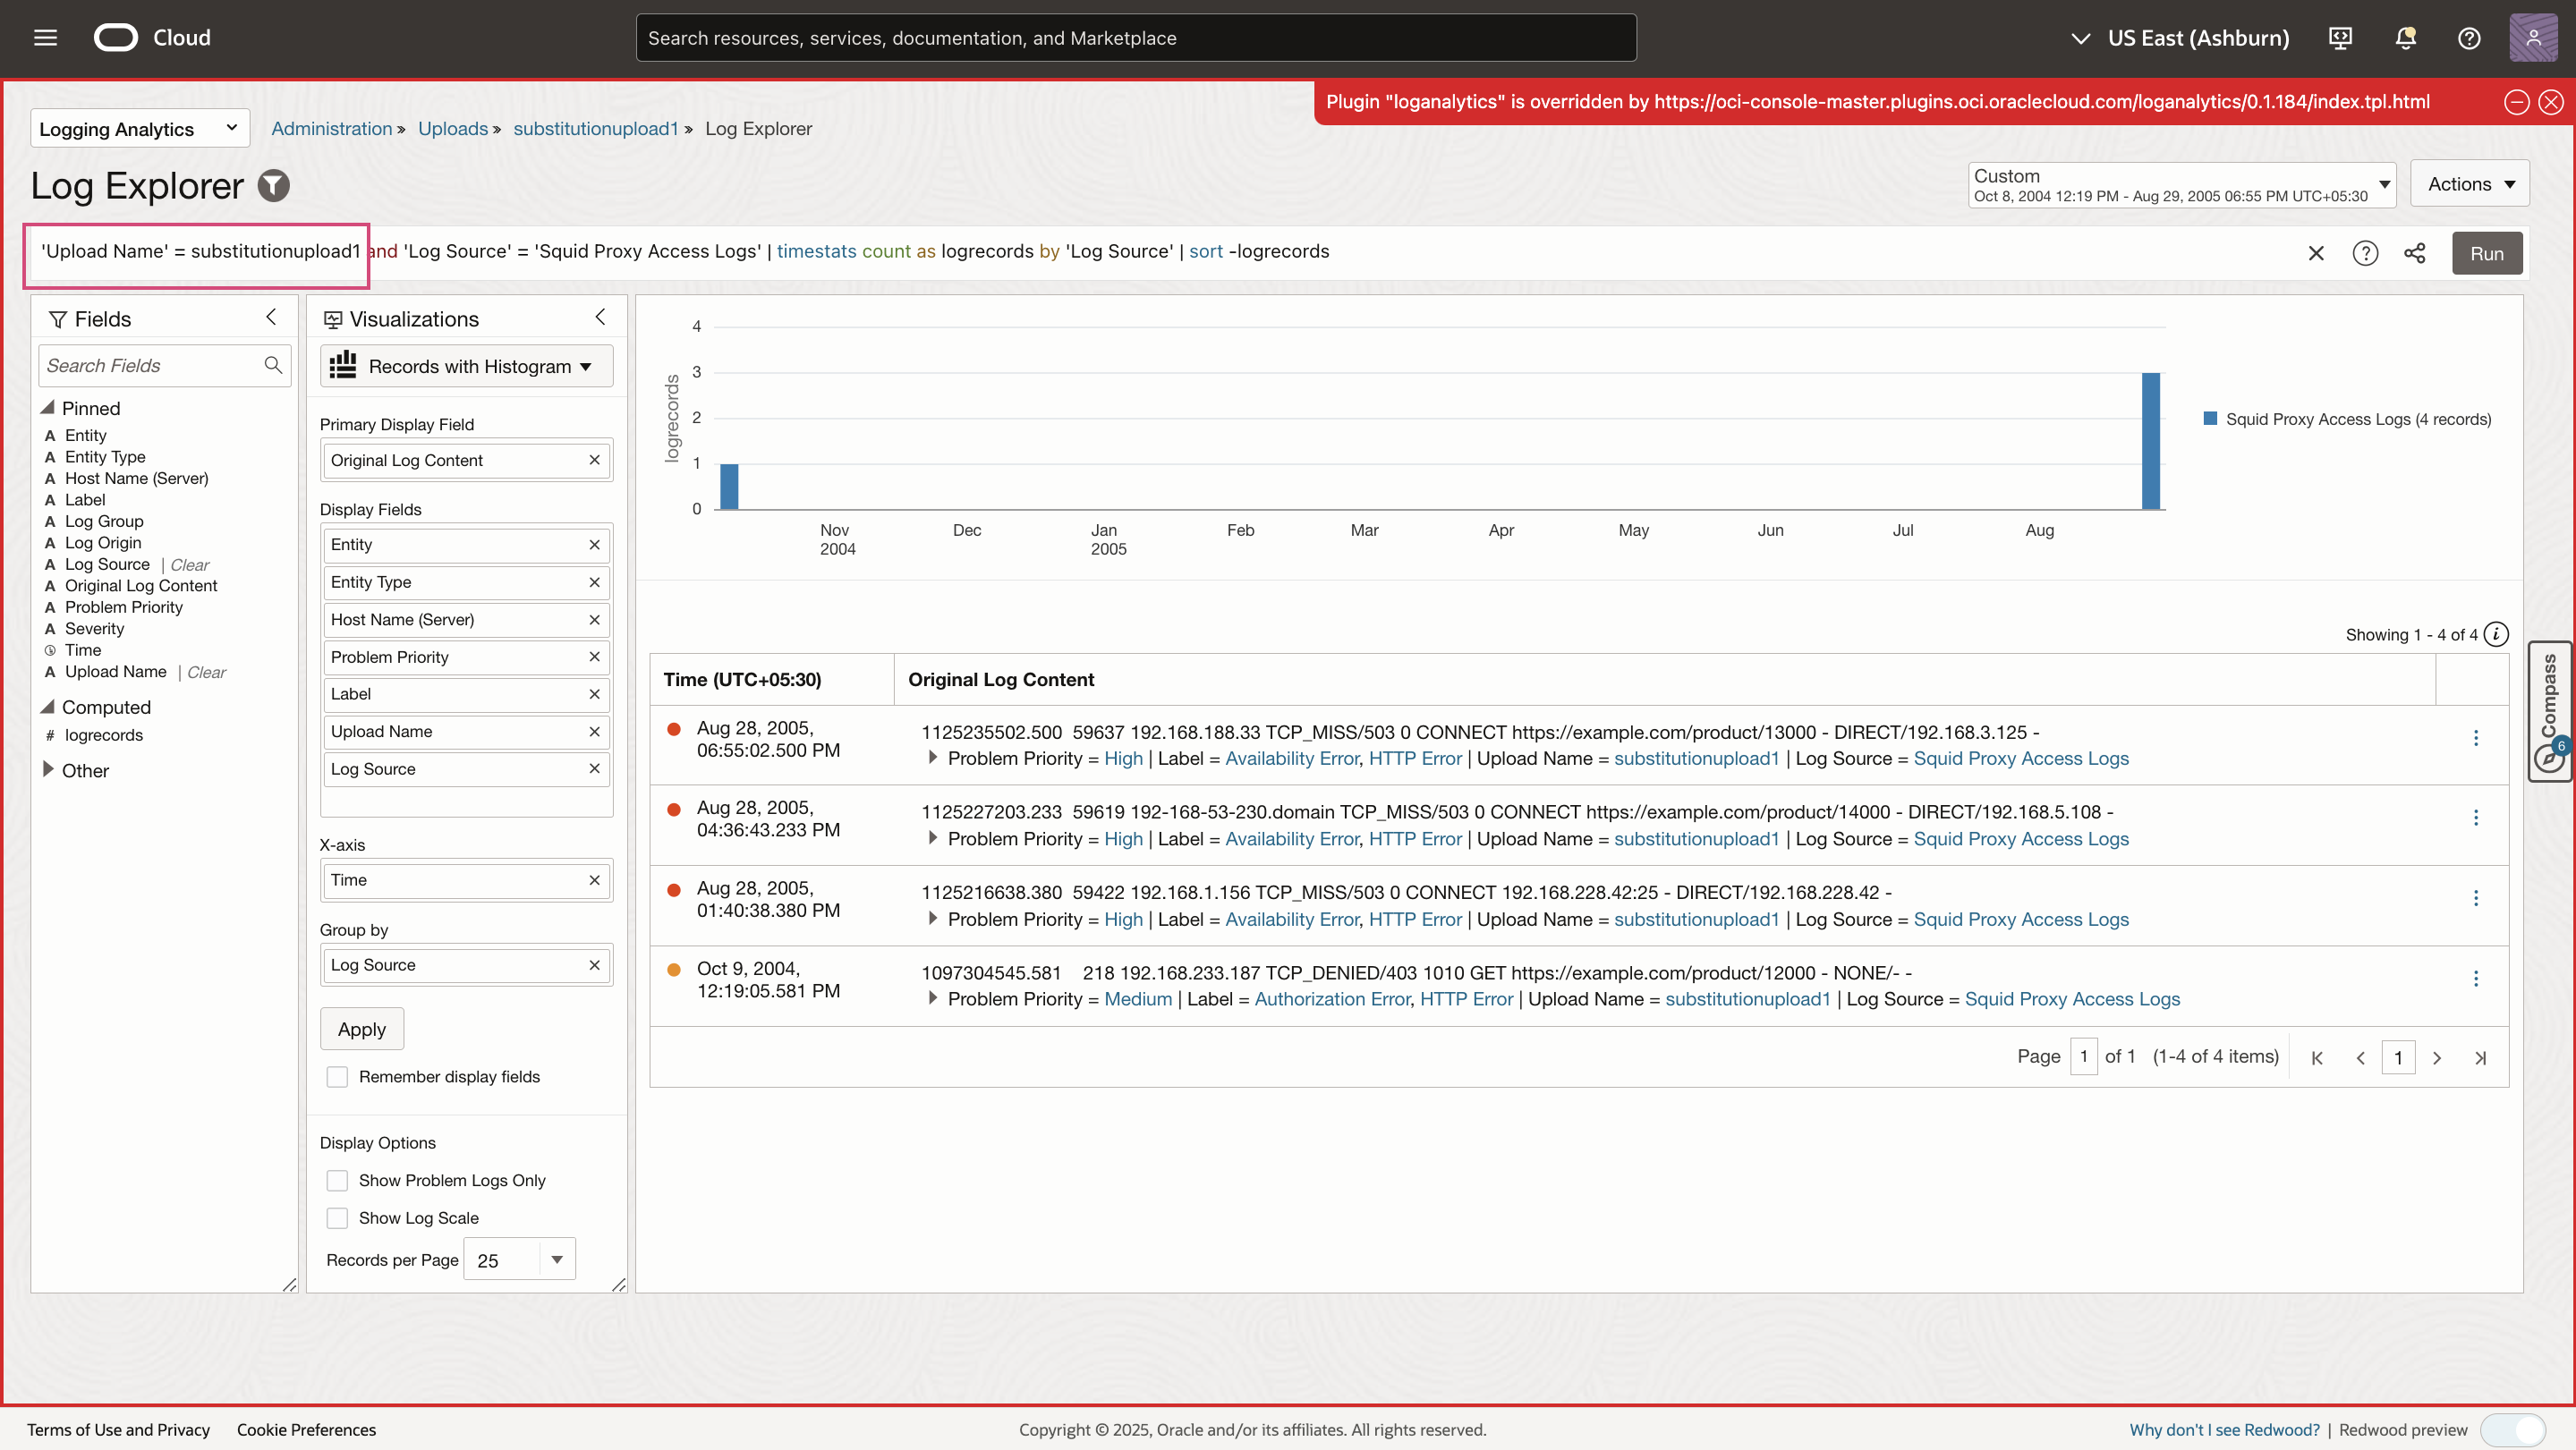 Cloud
Search resources, services, documentation, and Marketplace
US East (Ashburn)
Plugin "loganalytics" is overridden by https://oci-console-master.plugins.oci.oraclecloud.com/loganalytics/0.1.184/index.tpl.html
Logging Analytics
Administration » Uploads » substitutionupload1 » Log Explorer
Log Explorer
Custom
Oct 8, 2004 12:19 PM - Aug 29, 2005 06:55 PM UTC+05:30
Actions
'Upload Name' = substitutionupload1 and 'Log Source' = 'Squid Proxy Access Logs' | timestats count as logrecords by 'Log Source' | sort -logrecords
Run
Fields
Search Fields
Pinned
A Entity
A Entity Type
A Host Name (Server)
A Label
A Log Group
A Log Origin
A Log Source | Clear
A Original Log Content
A Problem Priority
A Severity
Time
A Upload Name | Clear
Computed
# logrecords
Other
Visualizations
Records with Histogram
Primary Display Field
Original Log Content
Display Fields
Entity
Entity Type
Host Name (Server)
Problem Priority
Label
Upload Name
Log Source
X-axis
Time
Group by
Log Source
Apply
Remember display fields
Display Options
Show Problem Logs Only
Show Log Scale
Records per Page 25
logrecords
4
3
2
1
0
Nov Dec Jan Feb Mar Apr May Jun Jul Aug
2004 2005
Squid Proxy Access Logs (4 records)
Showing 1 - 4 of 4
Time (UTC+05:30) Original Log Content
Aug 28, 2005,
06:55:02.500 PM
1125235502.500 59637 192.168.188.33 TCP_MISS/503 0 CONNECT https://example.com/product/13000 - DIRECT/192.168.3.125 -
Problem Priority = High | Label = Availability Error, HTTP Error | Upload Name = substitutionupload1 | Log Source = Squid Proxy Access Logs
Aug 28, 2005,
04:36:43.233 PM
1125227203.233 59619 192-168-53-230.domain TCP_MISS/503 0 CONNECT https://example.com/product/14000 - DIRECT/192.168.5.108 -
Problem Priority = High | Label = Availability Error, HTTP Error | Upload Name = substitutionupload1 | Log Source = Squid Proxy Access Logs
Aug 28, 2005,
01:40:38.380 PM
1125216638.380 59422 192.168.1.156 TCP_MISS/503 0 CONNECT 192.168.228.42:25 - DIRECT/192.168.228.42 -
Problem Priority = High | Label = Availability Error, HTTP Error | Upload Name = substitutionupload1 | Log Source = Squid Proxy Access Logs
Oct 9, 2004,
12:19:05.581 PM
1097304545.581 218 192.168.233.187 TCP_DENIED/403 1010 GET https://example.com/product/12000 - NONE/- -
Problem Priority = Medium | Label = Authorization Error, HTTP Error | Upload Name = substitutionupload1 | Log Source = Squid Proxy Access Logs
Page 1 of 1 (1-4 of 4 items) 1
Compass
6
Terms of Use and Privacy Cookie Preferences
Copyright © 2025, Oracle and/or its affiliates. All rights reserved.
Why don't I see Redwood? | Redwood preview